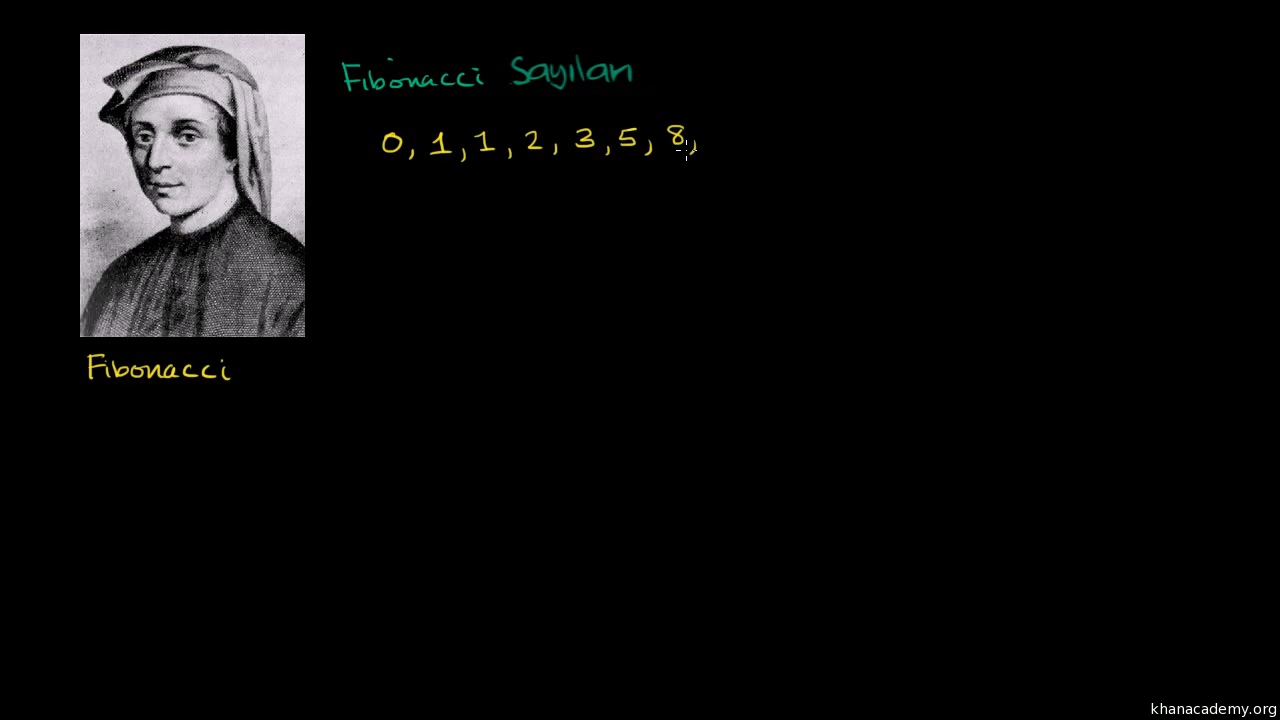 Fibonacci Sayıları
0, 1, 1, 2, 3, 5, 8,
Fibonacci
khanacademy.org